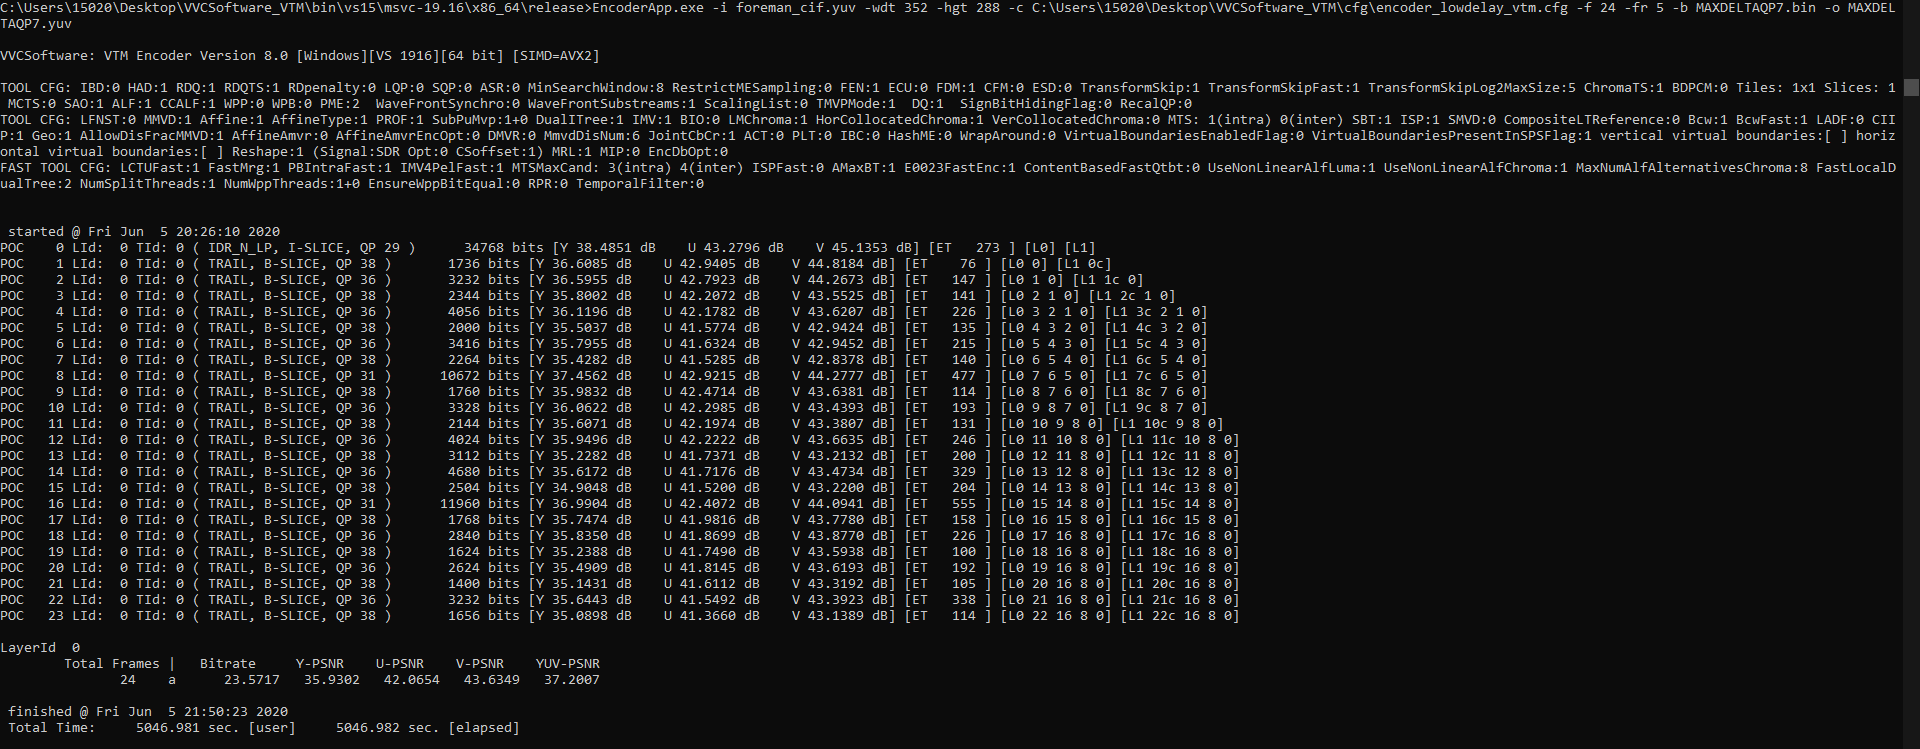 C:\Users\15020\Desktop\VVCSoftware_VTM\bin\vs15\msvc-19.16\x86_64\release>EncoderApp.exe -i foreman_cif.yuv -wdt 352 -hgt 288 -c C:\Users\15020\Desktop\VVCSoftware_VTM\cfg\encoder_lowdelay_vtm.cfg -f 24 -fr 5 -b MAXDELTAQP7.bin -o MAXDEL
TAQP7.yuv
VVCSoftware: VTM Encoder Version 8.0 [Windows][VS 1916][64 bit] [SIMD=AVX2]
TOOL CFG: IBD:0 HAD:1 RDQ:1 RDQTS:1 RDpenalty:0 LQP:0 SQP:0 ASR:0 MinSearchWindow:8 RestrictMESampling:0 FEN:1 ECU:0 FDM:1 CFM:0 ESD:0 TransformSkip:1 TransformSkipFast:1 TransformSkipLog2MaxSize:5 ChromaTS:1 BDPCM:0 Tiles: 1x1 Slices: 1
 MCTS:0 SAO:1 ALF:1 CCALF:1 WPP:0 WPB:0 PME:2  WaveFrontSynchro:0 WaveFrontSubstreams:1 ScalingList:0 TMVPMode:1  DQ:1  SignBitHidingFlag:0 RecalQP:0
TOOL CFG: LFNST:0 MMVD:1 Affine:1 AffineType:1 PROF:1 SubPuMvp:1+0 DualITree:1 IMV:1 BIO:0 LMChroma:1 HorCollocatedChroma:1 VerCollocatedChroma:0 MTS: 1(intra) 0(inter) SBT:1 ISP:1 SMVD:0 CompositeLTReference:0 Bcw:1 BcwFast:1 LADF:0 CII
P:1 Geo:1 AllowDisFracMMVD:1 AffineAmvr:0 AffineAmvrEncOpt:0 DMVR:0 MmvdDisNum:6 JointCbCr:1 ACT:0 PLT:0 IBC:0 HashME:0 WrapAround:0 VirtualBoundariesEnabledFlag:0 VirtualBoundariesPresentInSPSFlag:1 vertical virtual boundaries:[ ] horiz
ontal virtual boundaries:[ ] Reshape:1 (Signal:SDR Opt:0 CSoffset:1) MRL:1 MIP:0 EncDbOpt:0
FAST TOOL CFG: LCTUFast:1 FastMrg:1 PBIntraFast:1 IMV4PelFast:1 MTSMaxCand: 3(intra) 4(inter) ISPFast:0 AMaxBT:1 E0023FastEnc:1 ContentBasedFastQtbt:0 UseNonLinearAlfLuma:1 UseNonLinearAlfChroma:1 MaxNumAlfAlternativesChroma:8 FastLocalD
ualTree:2 NumSplitThreads:1 NumWppThreads:1+0 EnsureWppBitEqual:0 RPR:0 TemporalFilter:0
 started @ Fri Jun  5 20:26:10 2020
POC    0 LId:  0 TId: 0 ( IDR_N_LP, I-SLICE, QP 29 )      34768 bits [Y 38.4851 dB    U 43.2796 dB    V 45.1353 dB] [ET   273 ] [L0] [L1]
POC    1 LId:  0 TId: 0 ( TRAIL, B-SLICE, QP 38 )       1736 bits [Y 36.6085 dB    U 42.9405 dB    V 44.8184 dB] [ET    76 ] [L0 0] [L1 0c]
POC    2 LId:  0 TId: 0 ( TRAIL, B-SLICE, QP 36 )       3232 bits [Y 36.5955 dB    U 42.7923 dB    V 44.2673 dB] [ET   147 ] [L0 1 0] [L1 1c 0]
POC    3 LId:  0 TId: 0 ( TRAIL, B-SLICE, QP 38 )       2344 bits [Y 35.8002 dB    U 42.2072 dB    V 43.5525 dB] [ET   141 ] [L0 2 1 0] [L1 2c 1 0]
POC    4 LId:  0 TId: 0 ( TRAIL, B-SLICE, QP 36 )       4056 bits [Y 36.1196 dB    U 42.1782 dB    V 43.6207 dB] [ET   226 ] [L0 3 2 1 0] [L1 3c 2 1 0]
POC    5 LId:  0 TId: 0 ( TRAIL, B-SLICE, QP 38 )       2000 bits [Y 35.5037 dB    U 41.5774 dB    V 42.9424 dB] [ET   135 ] [L0 4 3 2 0] [L1 4c 3 2 0]
POC    6 LId:  0 TId: 0 ( TRAIL, B-SLICE, QP 36 )       3416 bits [Y 35.7955 dB    U 41.6324 dB    V 42.9452 dB] [ET   215 ] [L0 5 4 3 0] [L1 5c 4 3 0]
POC    7 LId:  0 TId: 0 ( TRAIL, B-SLICE, QP 38 )       2264 bits [Y 35.4282 dB    U 41.5285 dB    V 42.8378 dB] [ET   140 ] [L0 6 5 4 0] [L1 6c 5 4 0]
POC    8 LId:  0 TId: 0 ( TRAIL, B-SLICE, QP 31 )      10672 bits [Y 37.4562 dB    U 42.9215 dB    V 44.2777 dB] [ET   477 ] [L0 7 6 5 0] [L1 7c 6 5 0]
POC    9 LId:  0 TId: 0 ( TRAIL, B-SLICE, QP 38 )       1760 bits [Y 35.9832 dB    U 42.4714 dB    V 43.6381 dB] [ET   114 ] [L0 8 7 6 0] [L1 8c 7 6 0]
POC   10 LId:  0 TId: 0 ( TRAIL, B-SLICE, QP 36 )       3328 bits [Y 36.0622 dB    U 42.2985 dB    V 43.4393 dB] [ET   193 ] [L0 9 8 7 0] [L1 9c 8 7 0]
POC   11 LId:  0 TId: 0 ( TRAIL, B-SLICE, QP 38 )       2144 bits [Y 35.6071 dB    U 42.1974 dB    V 43.3807 dB] [ET   131 ] [L0 10 9 8 0] [L1 10c 9 8 0]
POC   12 LId:  0 TId: 0 ( TRAIL, B-SLICE, QP 36 )       4024 bits [Y 35.9496 dB    U 42.2222 dB    V 43.6635 dB] [ET   246 ] [L0 11 10 8 0] [L1 11c 10 8 0]
POC   13 LId:  0 TId: 0 ( TRAIL, B-SLICE, QP 38 )       3112 bits [Y 35.2282 dB    U 41.7371 dB    V 43.2132 dB] [ET   200 ] [L0 12 11 8 0] [L1 12c 11 8 0]
POC   14 LId:  0 TId: 0 ( TRAIL, B-SLICE, QP 36 )       4680 bits [Y 35.6172 dB    U 41.7176 dB    V 43.4734 dB] [ET   329 ] [L0 13 12 8 0] [L1 13c 12 8 0]
POC   15 LId:  0 TId: 0 ( TRAIL, B-SLICE, QP 38 )       2504 bits [Y 34.9048 dB    U 41.5200 dB    V 43.2200 dB] [ET   204 ] [L0 14 13 8 0] [L1 14c 13 8 0]
POC   16 LId:  0 TId: 0 ( TRAIL, B-SLICE, QP 31 )      11960 bits [Y 36.9904 dB    U 42.4072 dB    V 44.0941 dB] [ET   555 ] [L0 15 14 8 0] [L1 15c 14 8 0]
POC   17 LId:  0 TId: 0 ( TRAIL, B-SLICE, QP 38 )       1768 bits [Y 35.7474 dB    U 41.9816 dB    V 43.7780 dB] [ET   158 ] [L0 16 15 8 0] [L1 16c 15 8 0]
POC   18 LId:  0 TId: 0 ( TRAIL, B-SLICE, QP 36 )       2840 bits [Y 35.8350 dB    U 41.8699 dB    V 43.8770 dB] [ET   226 ] [L0 17 16 8 0] [L1 17c 16 8 0]
POC   19 LId:  0 TId: 0 ( TRAIL, B-SLICE, QP 38 )       1624 bits [Y 35.2388 dB    U 41.7490 dB    V 43.5938 dB] [ET   100 ] [L0 18 16 8 0] [L1 18c 16 8 0]
POC   20 LId:  0 TId: 0 ( TRAIL, B-SLICE, QP 36 )       2624 bits [Y 35.4909 dB    U 41.8145 dB    V 43.6193 dB] [ET   192 ] [L0 19 16 8 0] [L1 19c 16 8 0]
POC   21 LId:  0 TId: 0 ( TRAIL, B-SLICE, QP 38 )       1400 bits [Y 35.1431 dB    U 41.6112 dB    V 43.3192 dB] [ET   105 ] [L0 20 16 8 0] [L1 20c 16 8 0]
POC   22 LId:  0 TId: 0 ( TRAIL, B-SLICE, QP 36 )       3232 bits [Y 35.6443 dB    U 41.5492 dB    V 43.3923 dB] [ET   338 ] [L0 21 16 8 0] [L1 21c 16 8 0]
POC   23 LId:  0 TId: 0 ( TRAIL, B-SLICE, QP 38 )       1656 bits [Y 35.0898 dB    U 41.3660 dB    V 43.1389 dB] [ET   114 ] [L0 22 16 8 0] [L1 22c 16 8 0]
LayerId  0
        Total Frames |   Bitrate     Y-PSNR    U-PSNR    V-PSNR    YUV-PSNR
               24    a      23.5717   35.9302   42.0654   43.6349   37.2007
 finished @ Fri Jun  5 21:50:23 2020
 Total Time:     5046.981 sec. [user]     5046.982 sec. [elapsed]